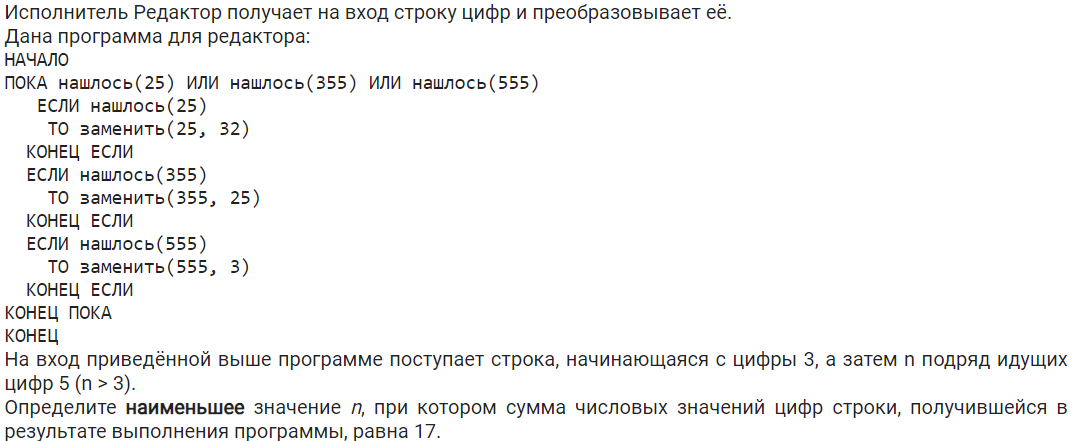 Исполнитель Редактор получает на вход строку цифр и преобразовывает её.
Дана программа для редактора:
НАЧАЛО
ПОКА нашлось(25) ИЛИ нашлось(355) ИЛИ нашлось(555)
ЕСЛИ нашлось(25)
ТО заменить(25, 32)
КОНЕЦ ЕСЛИ
ЕСЛИ нашлось(355)
ТО заменить(355, 25)
КОНЕЦ ЕСЛИ
ЕСЛИ нашлось(555)
ТО заменить(555, 3)
КОНЕЦ ЕСЛИ
КОНЕЦ ПОКА
КОНЕЦ
На вход приведённой выше программе поступает строка, начинающаяся с цифры 3, а затем n подряд идущих
цифр 5 (n > 3).
Определите наименьшее значение n, при котором сумма числовых значений цифр строки, получившейся в
результате выполнения программы, равна 17.